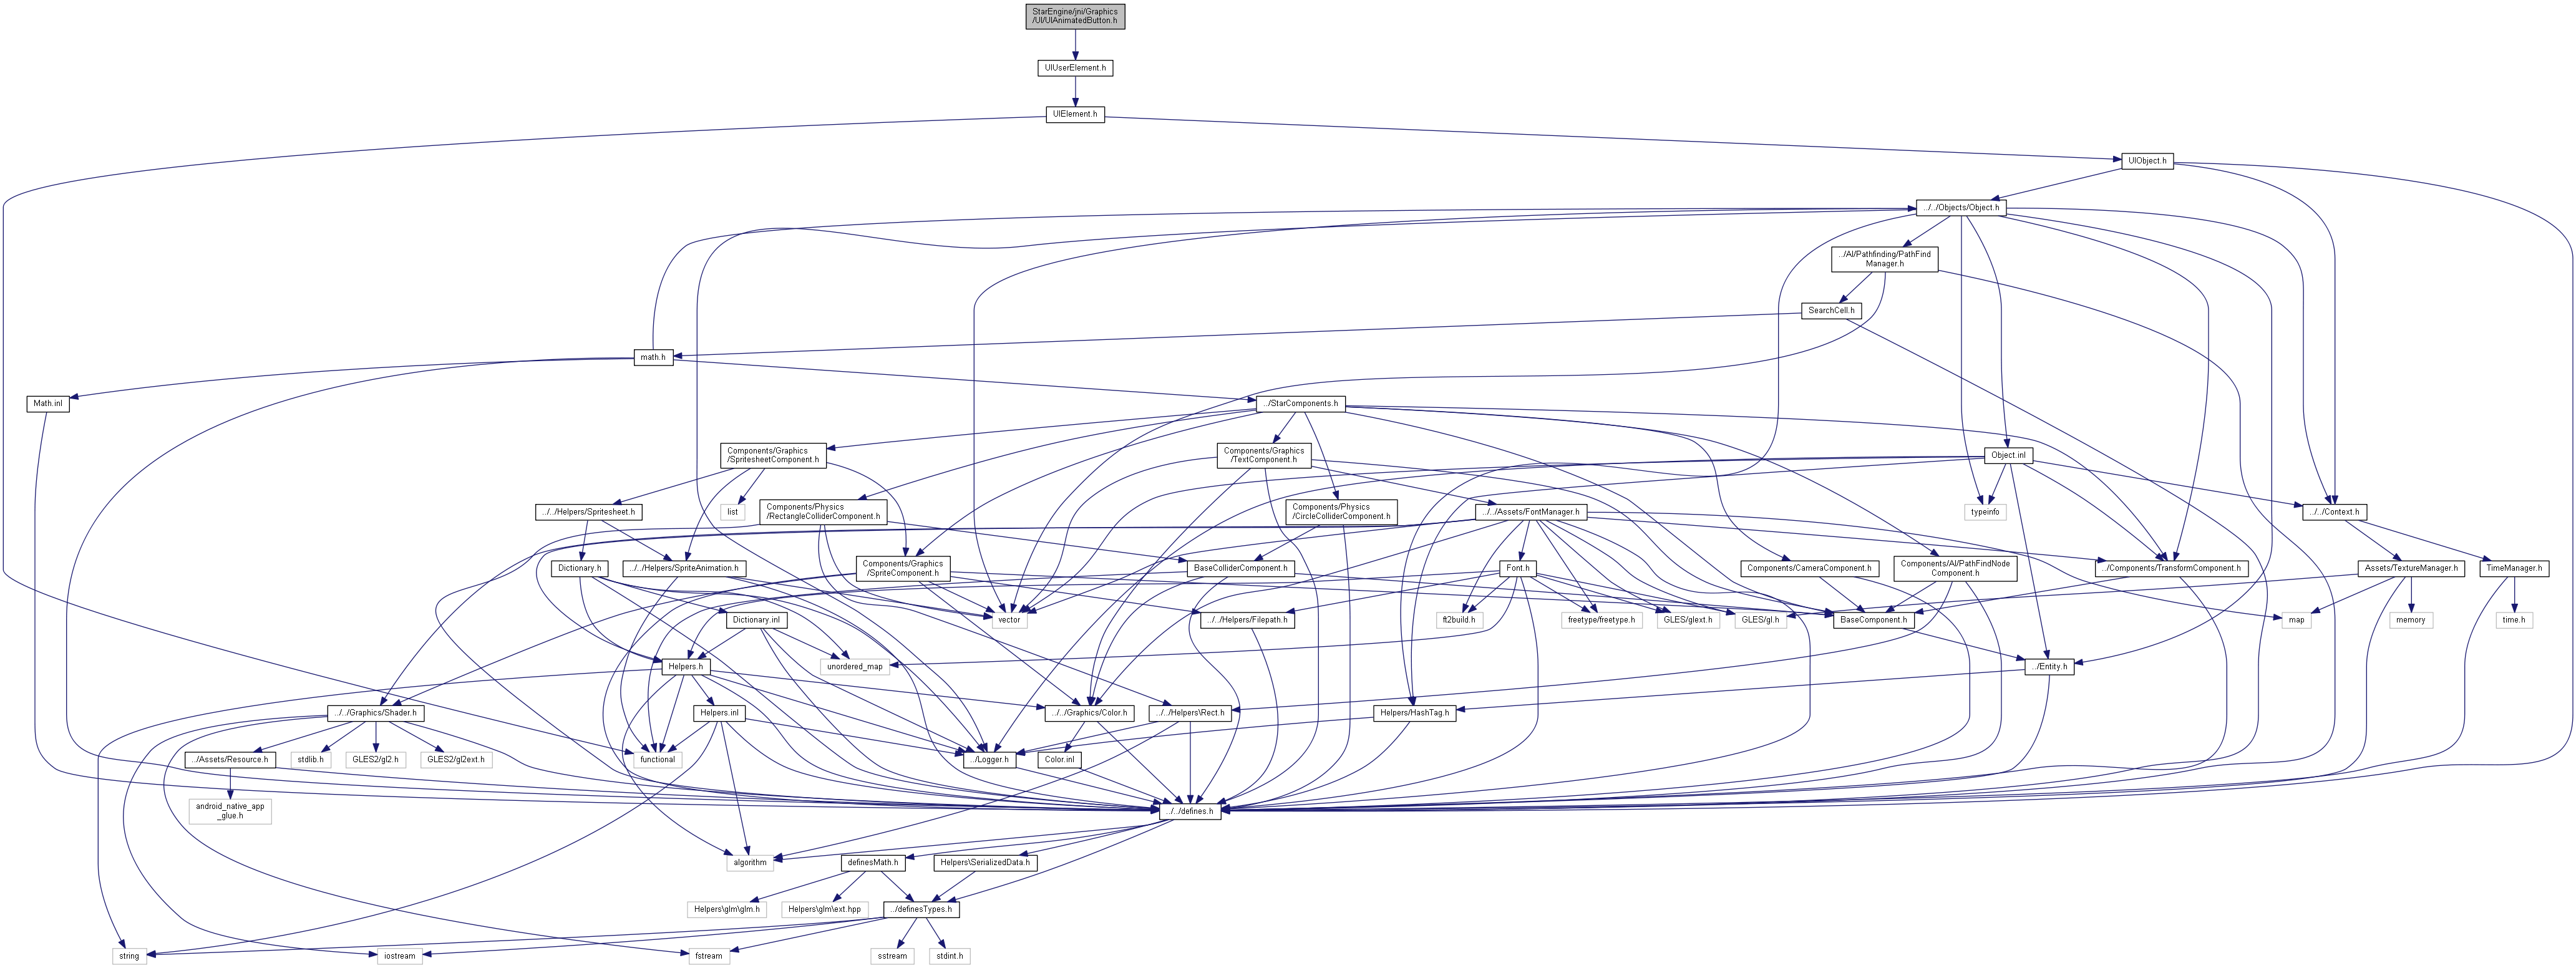 StarEngine/jni/Graphics
/UI/UIAnimatedButton.h
UIUserElement.h
UIElement.h
UIObject.h
../../Objects/Object.h
../AI/Pathfinding/PathFind
Manager.h
SearchCell.h
math.h
Math.inl
../StarComponents.h
Components/Graphics
/SpritesheetComponent.h
Components/Graphics
/TextComponent.h
Object.inl
../../Helpers/Spritesheet.h
list
Components/Physics
/RectangleColliderComponent.h
Components/Physics
/CircleColliderComponent.h
../../Assets/FontManager.h
typeinfo
../../Context.h
Dictionary.h
../../Helpers/SpriteAnimation.h
Components/Graphics
/SpriteComponent.h
BaseColliderComponent.h
Font.h
Components/CameraComponent.h
Components/AI/PathFindNode
Component.h
../Components/TransformComponent.h
Assets/TextureManager.h
TimeManager.h
Dictionary.inl
vector
../../Helpers/Filepath.h
ft2build.h
freetype/freetype.h
GLES/glext.h
GLES/gl.h
BaseComponent.h
map
memory
time.h
Helpers.h
unordered_map
../Entity.h
../../Graphics/Shader.h
Helpers.inl
../../Graphics/Color.h
../../Helpers\Rect.h
Helpers/HashTag.h
../Assets/Resource.h
stdlib.h
GLES2/gl2.h
GLES2/gl2ext.h
functional
../Logger.h
Color.inl
android_native_app
_glue.h
../../defines.h
algorithm
definesMath.h
Helpers\SerializedData.h
Helpers\glm\glm.h
Helpers\glm\ext.hpp
../definesTypes.h
string
iostream
fstream
sstream
stdint.h